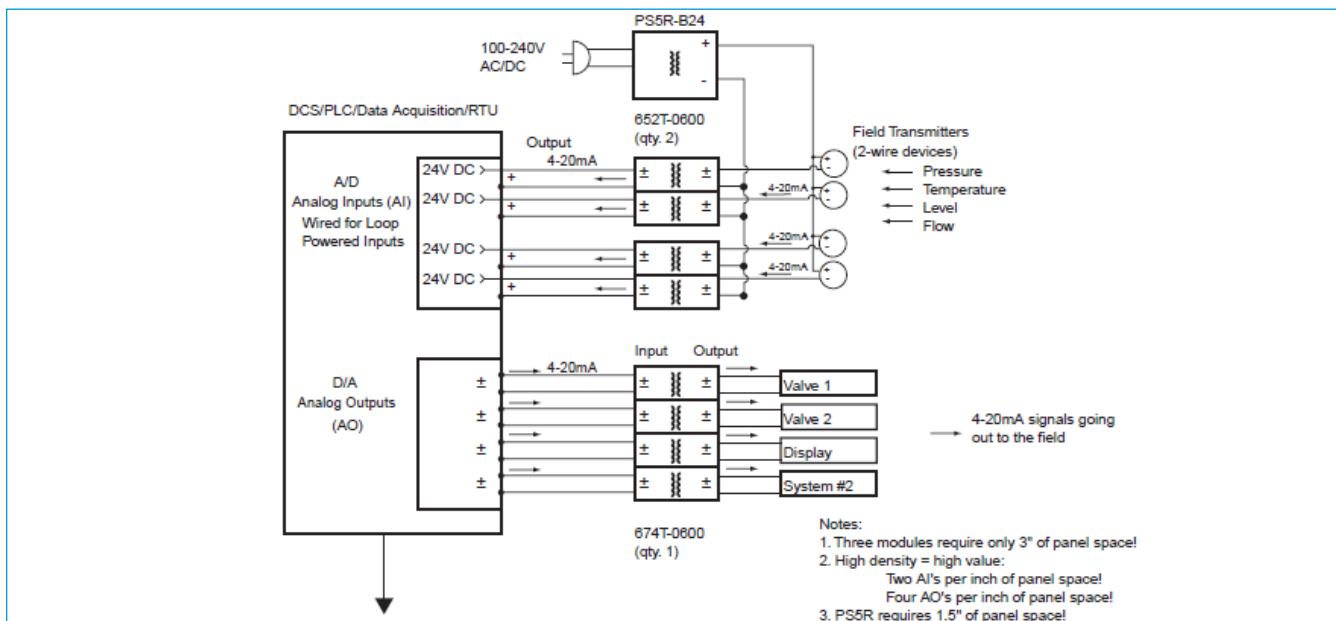 PS5R-B24
100-240V
AC/DC
+
-
DCS/PLC/Data Acquisition/RTU
652T-0600
(qty. 2)
Output
4-20mA
Field Transmitters
(2-wire devices)
Pressure
Temperature
Level
Flow
A/D
Analog Inputs (AI)
Wired for Loop
Powered Inputs
24V DC
+
± ±
+
-
24V DC
+
± ±
4-20mA
+
-
24V DC
+
± ±
4-20mA
+
-
24V DC
+
± ±
4-20mA
+
-
Input Output
4-20mA
D/A
Analog Outputs
(AO)
± ± ± Valve 1
± ± ± Valve 2
± ± ± Display
± ± ± System #2
4-20mA signals going
out to the field
674T-0600
(qty. 1)
Notes:
1. Three modules require only 3" of panel space!
2. High density = high value:
Two AI's per inch of panel space!
Four AO's per inch of panel space!
3. PS5R requires 1.5" of panel space!